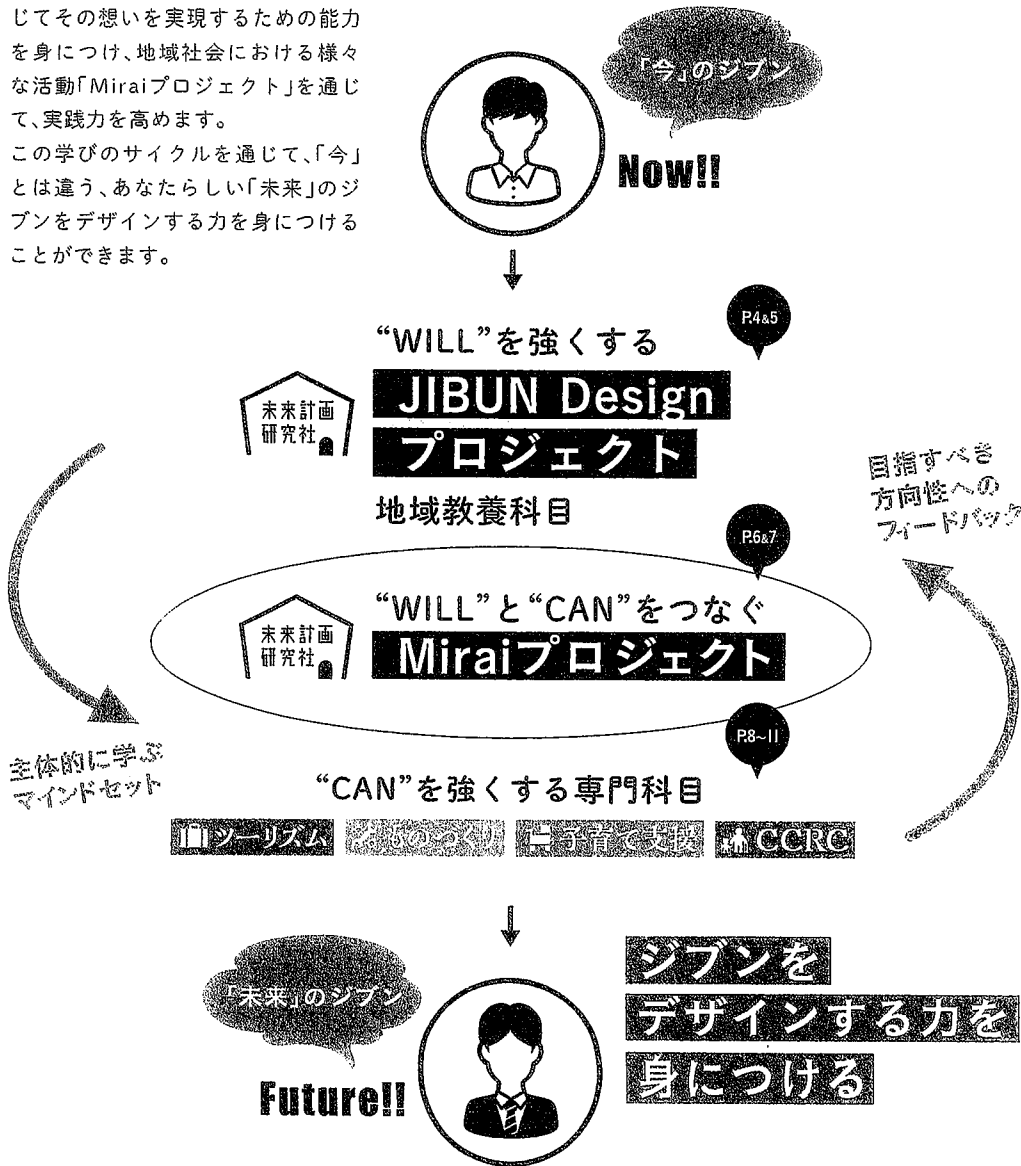 じてその想いを実現するための能力
を身につけ、地域社会における様々
な活動「Miraiプロジェクト」を通じ
て、実践力を高めます。
この学びのサイクルを通じて、「今」
とは違う、あなたらしい「未来」のジ
ブンをデザインする力を身につける
ことができます。
「今」のジブン
Now!!
P.4&5
“WILL”を強くする
JIBUN Design
プロジェクト
未来計画
研究社
地域教養科目
目指すべき
方向性への
フィードバック
P.6&7
“WILL”と“CAN”をつなぐ
Miraiプロジェクト
未来計画
研究社
主体的に学ぶ
マインドセット
P.8~11
“CAN”を強くする専門科目
ツーリズム
ものづくり
子育て支援
CCRC
「未来」のジブン
Future!!
ジブンを
デザインする力を
身につける